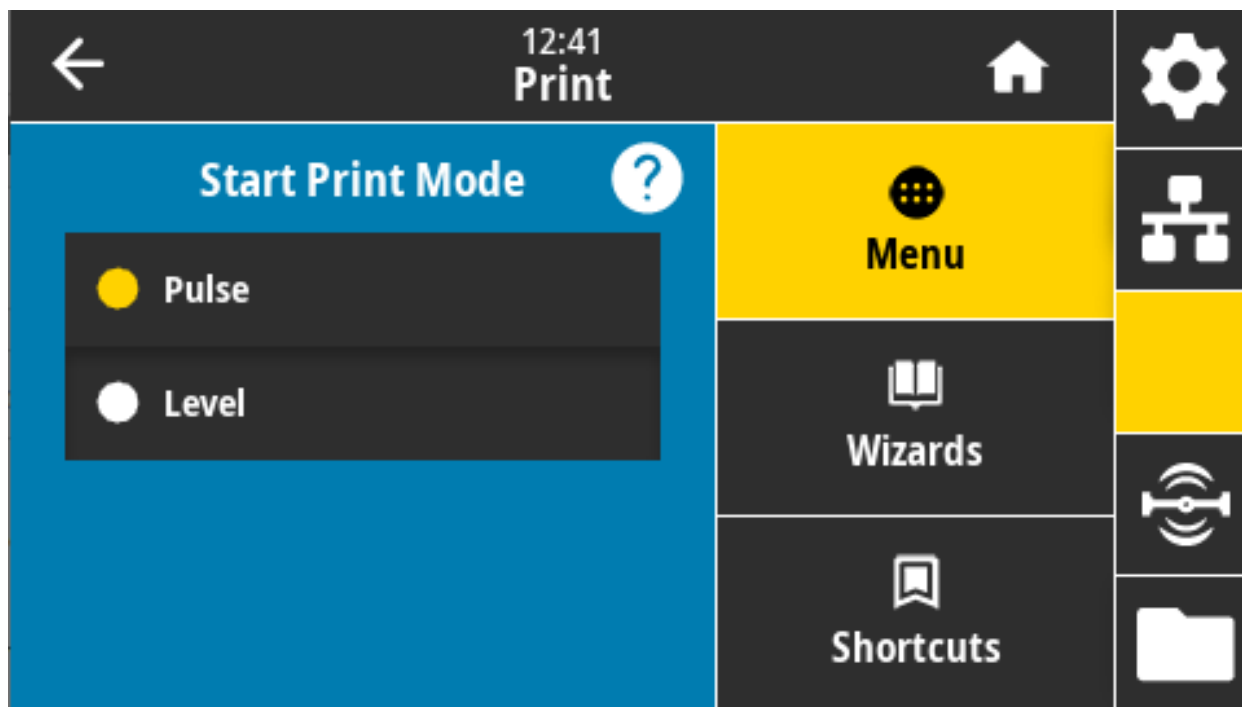 12:41
Print
Start Print Mode
?
Pulse
Level
Menu
Wizards
Shortcuts